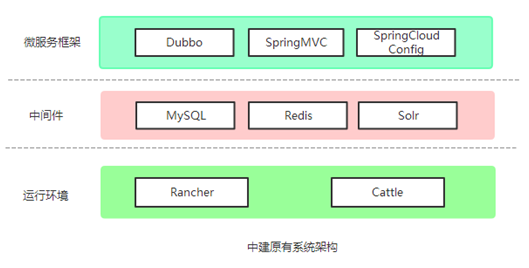 微服务框架
Dubbo
SpringMVC
SpringCloud
Config
中间件
MySQL
Redis
Solr
运行环境
Rancher
Cattle
中建原有系统架构